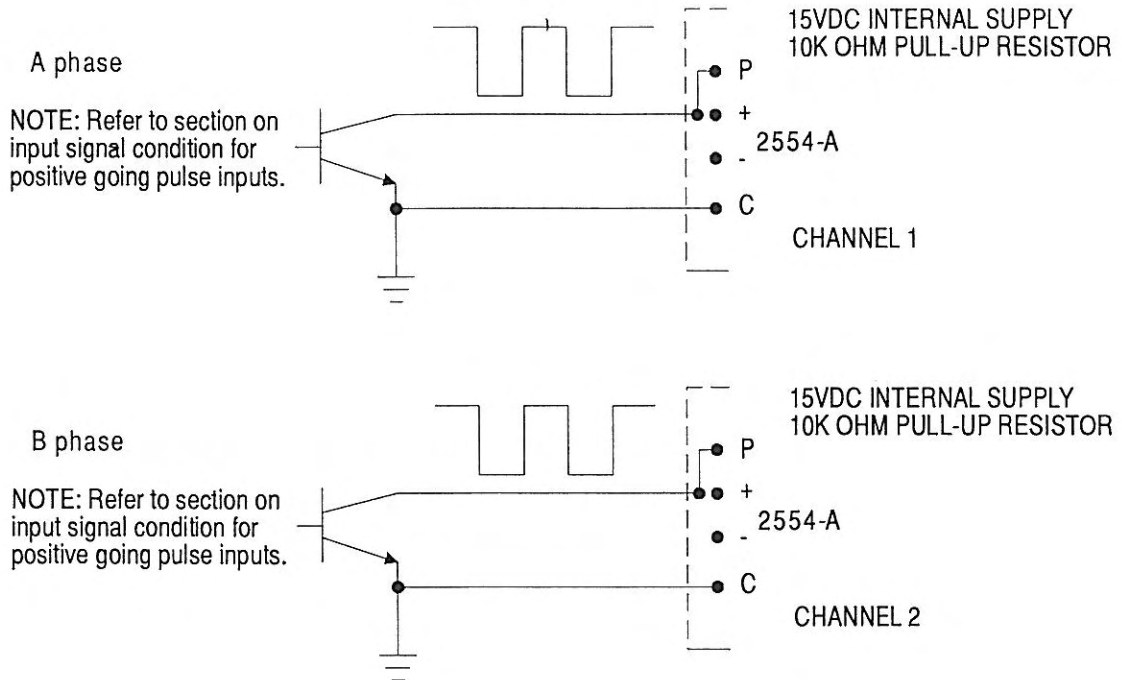 15VDC INTERNAL SUPPLY
10K OHM PULL-UP RESISTOR
A phase
P
NOTE: Refer to section on
input signal condition for
positive going pulse inputs.
+
2554-A
-
C
CHANNEL 1
15VDC INTERNAL SUPPLY
10K OHM PULL-UP RESISTOR
B phase
P
NOTE: Refer to section on
input signal condition for
positive going pulse inputs.
+
2554-A
-
C
CHANNEL 2